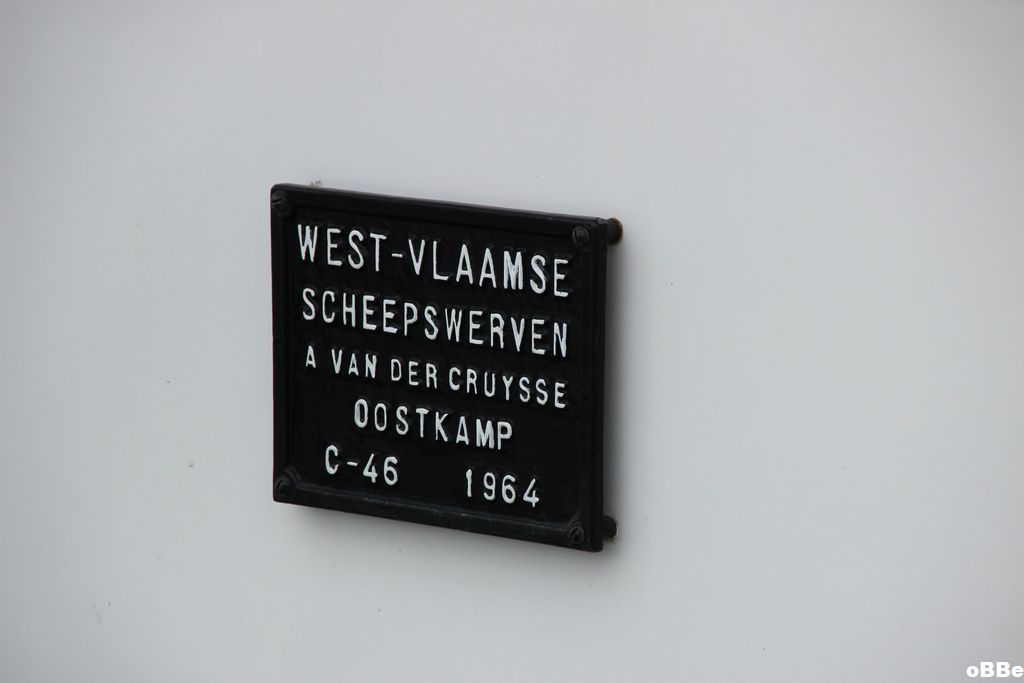 WEST-VLAAMSE
SCHEEPSWERVEN
A VAN DER CRUYSSE
OOSTKAMP
C-46 1964
oBBe